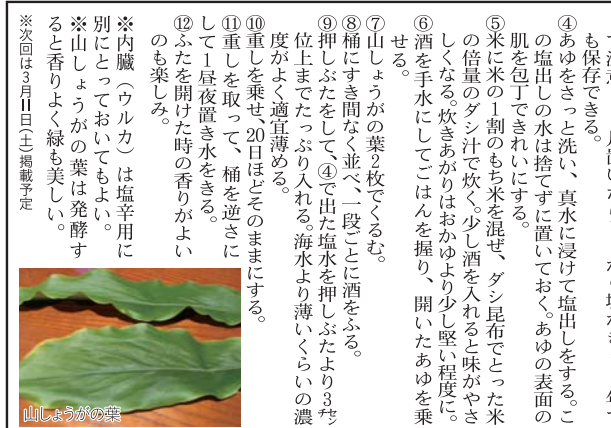 も保存できる。
④あゆをさっと洗い、真水に浸けて塩出しをする。こ
の塩出しの水は捨てずに置いておく。あゆの表面の
肌を包丁できれいにする。
⑤米に米の1割のもち米を混ぜ、ダシ昆布でとった米
の倍量のダシ汁で炊く。少し酒を入れると味がやさ
しくなる。炊きあがりはおかゆより少し堅い程度に。
⑥酒を手水にしてごはんを握り、開いたあゆを乗
せる。
⑦山しょうがの葉2枚でくるむ。
⑧桶にすき間なく並べ、一段ごとに酒をふる。
⑨押しぶたをして、④で出た塩水を押しぶたより3㌢
位上までたっぷり入れる。海水より薄いくらいの濃
度がよく適宜薄める。
⑩重しを乗せ、20日ほどそのままにする。
⑪重しを取って、桶を逆さに
して1昼夜置き水をきる。
⑫ふたを開けた時の香りがよい
のも楽しみ。
※内臓（ウルカ）は塩辛用に
別にとっておいてもよい。
※山しょうがの葉は発酵す
ると香りよく緑も美しい。
※次回は3月11日(土)掲載予定
山しょうがの葉